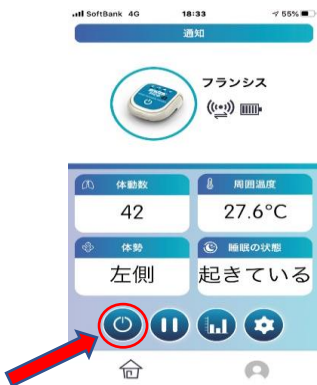 SoftBank 4G 18:33 55%
通知
フランシス
体動数
42
周囲温度
27.6°C
体勢
左側
睡眠の状態
起きている